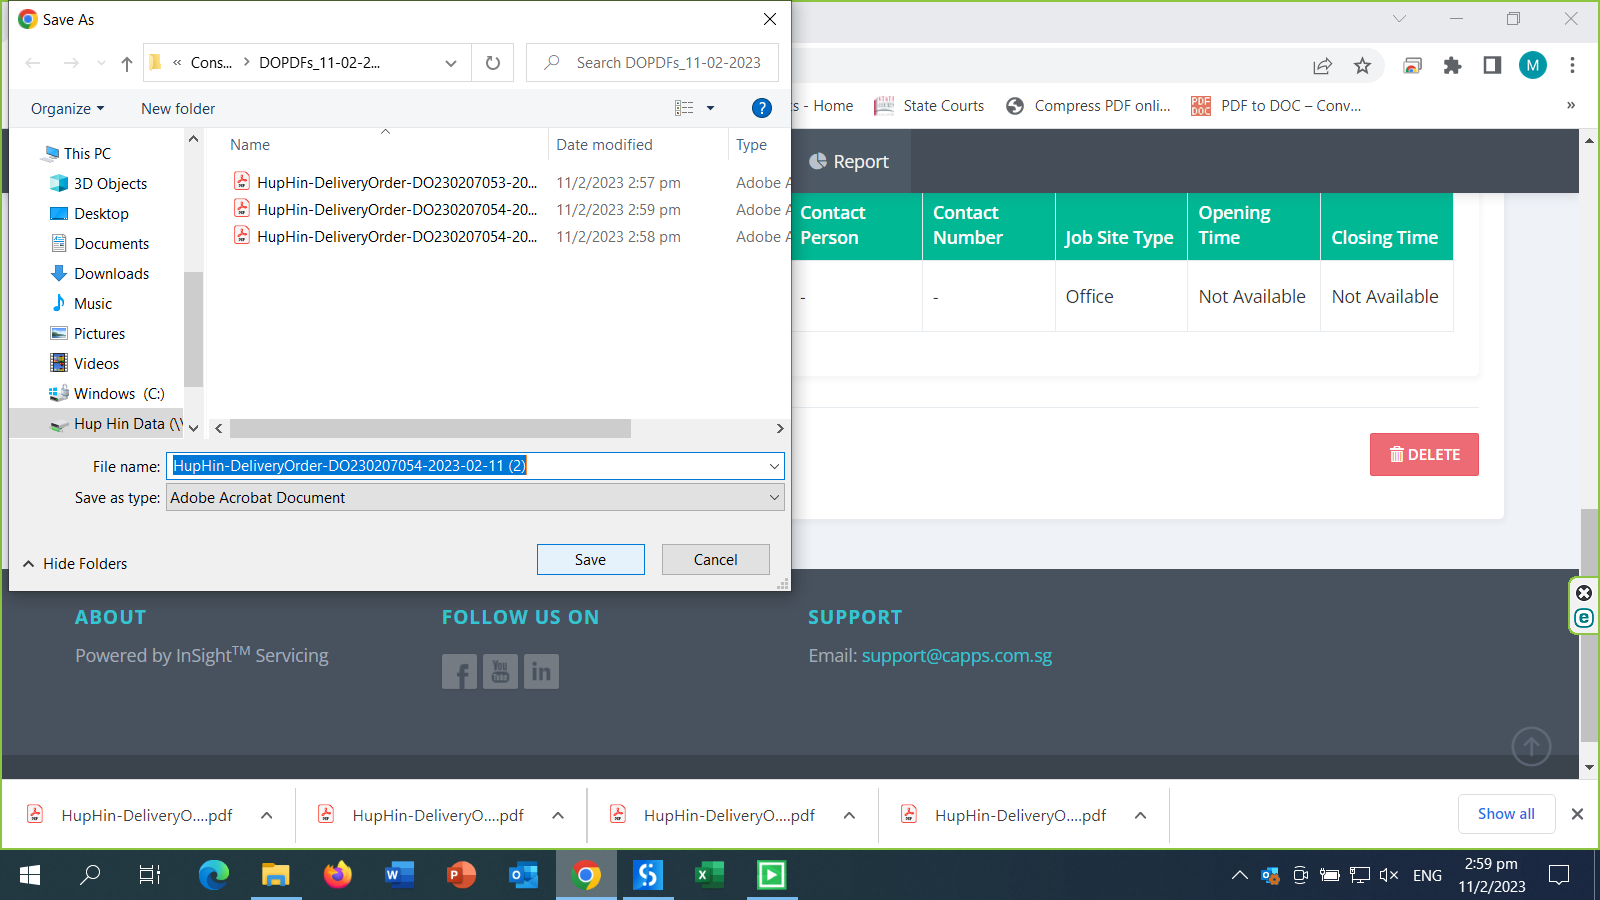 Save As
« Cons... > DOPDFs_11-02-2...
Search DOPDFs_11-02-2023
Organize
New folder
?
Name
Date modified
Type
This PC
3D Objects
Desktop
Documents
Downloads
Music
Pictures
Videos
Windows (C:)
Hup Hin Data (\\
HupHin-DeliveryOrder-DO230207053-20... 11/2/2023 2:57 pm Adobe A
HupHin-DeliveryOrder-DO230207054-20... 11/2/2023 2:59 pm Adobe A
HupHin-DeliveryOrder-DO230207054-20... 11/2/2023 2:58 pm Adobe A
File name: HupHin-DeliveryOrder-DO230207054-2023-02-11 (2)
Save as type: Adobe Acrobat Document
Hide Folders
Save
Cancel
M
s - Home
State Courts
Compress PDF onli...
PDF DOC
PDF to DOC – Conv...
»
Report
Contact Person
Contact Number
Job Site Type
Opening Time
Closing Time
-
-
Office
Not Available
Not Available
DELETE
ABOUT
Powered by InSight™ Servicing
FOLLOW US ON
You Tube
SUPPORT
Email: support@capps.com.sg
HupHin-DeliveryO....pdf
HupHin-DeliveryO....pdf
HupHin-DeliveryO....pdf
HupHin-DeliveryO....pdf
Show all
ENG
2:59 pm
11/2/2023